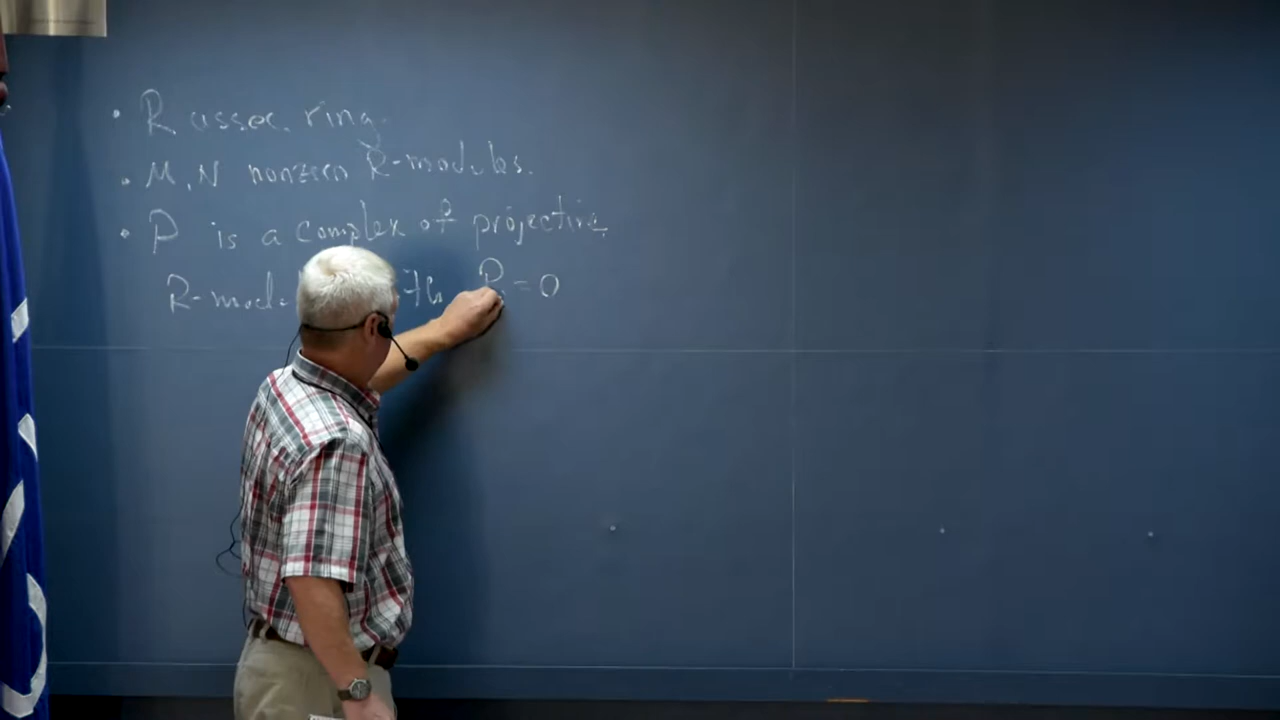 • R assoc. ring.
• M, N nonzero R-modules.
• P is a complex of projective
R-mod P = 0